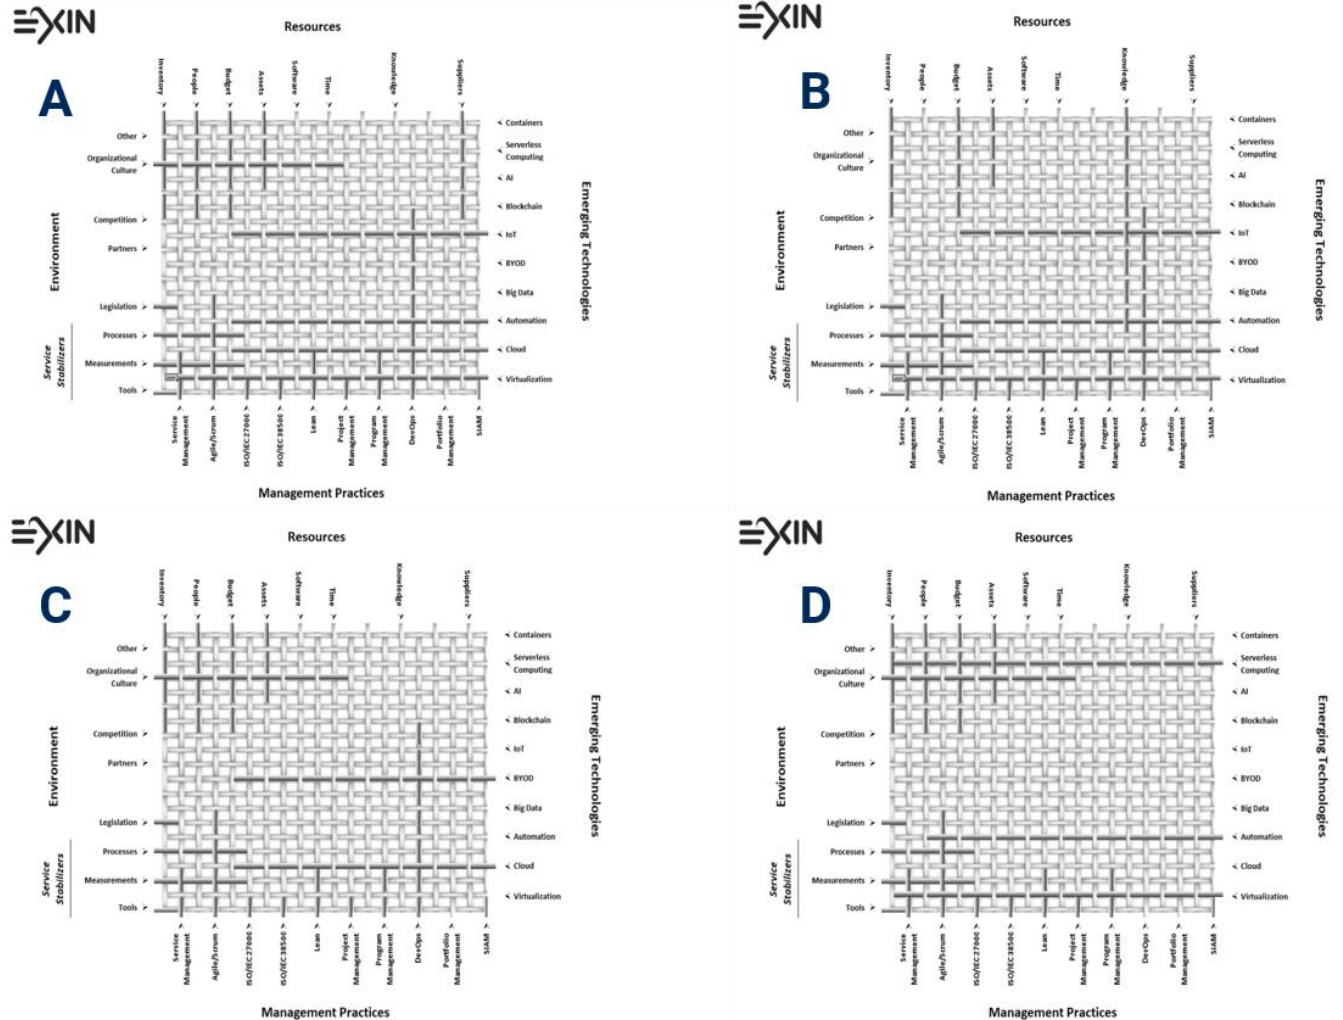 EXIN
Resources
A
Inventory
People
Budget
Assets
Software
Time
Knowledge
Suppliers
Other
Organizational
Culture
Competition
Partners
Legislation
Processes
Measurements
Tools
Environment
Service
Stabilizers
Containers
Serverless
Computing
AI
Blockchain
IoT
BYOD
Big Data
Automation
Cloud
Virtualization
Emerging Technologies
Service
Management
Agile/Scrum
ISO/IEC 27000
ISO/IEC 38500
Lean
Project
Management
Program
Management
DevOps
Portfolio
Management
SIAM
Management Practices
EXIN
Resources
B
Inventory
People
Budget
Assets
Software
Time
Knowledge
Suppliers
Other
Organizational
Culture
Competition
Partners
Legislation
Processes
Measurements
Tools
Environment
Service
Stabilizers
Containers
Serverless
Computing
AI
Blockchain
IoT
BYOD
Big Data
Automation
Cloud
Virtualization
Emerging Technologies
Service
Management
Agile/Scrum
ISO/IEC 27000
ISO/IEC 38500
Lean
Project
Management
Program
Management
DevOps
Portfolio
Management
SIAM
Management Practices
EXIN
Resources
C
Inventory
People
Budget
Assets
Software
Time
Knowledge
Suppliers
Other
Organizational
Culture
Competition
Partners
Legislation
Processes
Measurements
Tools
Environment
Service
Stabilizers
Containers
Serverless
Computing
AI
Blockchain
IoT
BYOD
Big Data
Automation
Cloud
Virtualization
Emerging Technologies
Service
Management
Agile/Scrum
ISO/IEC 27000
ISO/IEC 38500
Lean
Project
Management
Program
Management
DevOps
Portfolio
Management
SIAM
Management Practices
EXIN
Resources
D
Inventory
People
Budget
Assets
Software
Time
Knowledge
Suppliers
Other
Organizational
Culture
Competition
Partners
Legislation
Processes
Measurements
Tools
Environment
Service
Stabilizers
Containers
Serverless
Computing
AI
Blockchain
IoT
BYOD
Big Data
Automation
Cloud
Virtualization
Emerging Technologies
Service
Management
Agile/Scrum
ISO/IEC 27000
ISO/IEC 38500
Lean
Project
Management
Program
Management
DevOps
Portfolio
Management
SIAM
Management Practices